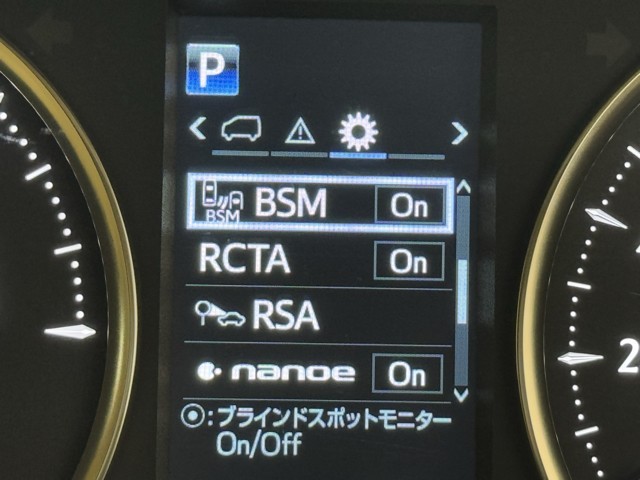 P
BSM BSM On
RCTA On
RSA
nanoe On
⦿:ブラインドスポットモニター
On/Off
2